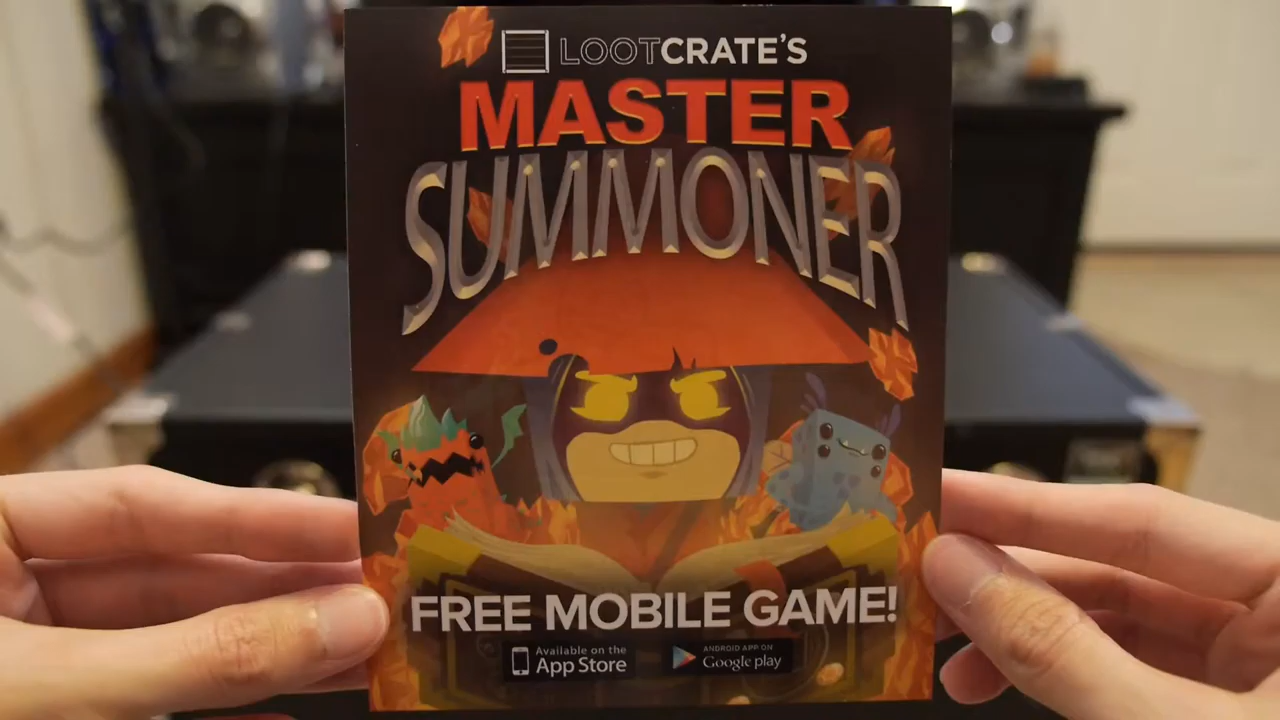 LOOTCRATE'S
MASTER
SUMMONER
FREE MOBILE GAME!
Available on the
App Store
ANDROID APP ON
Google play